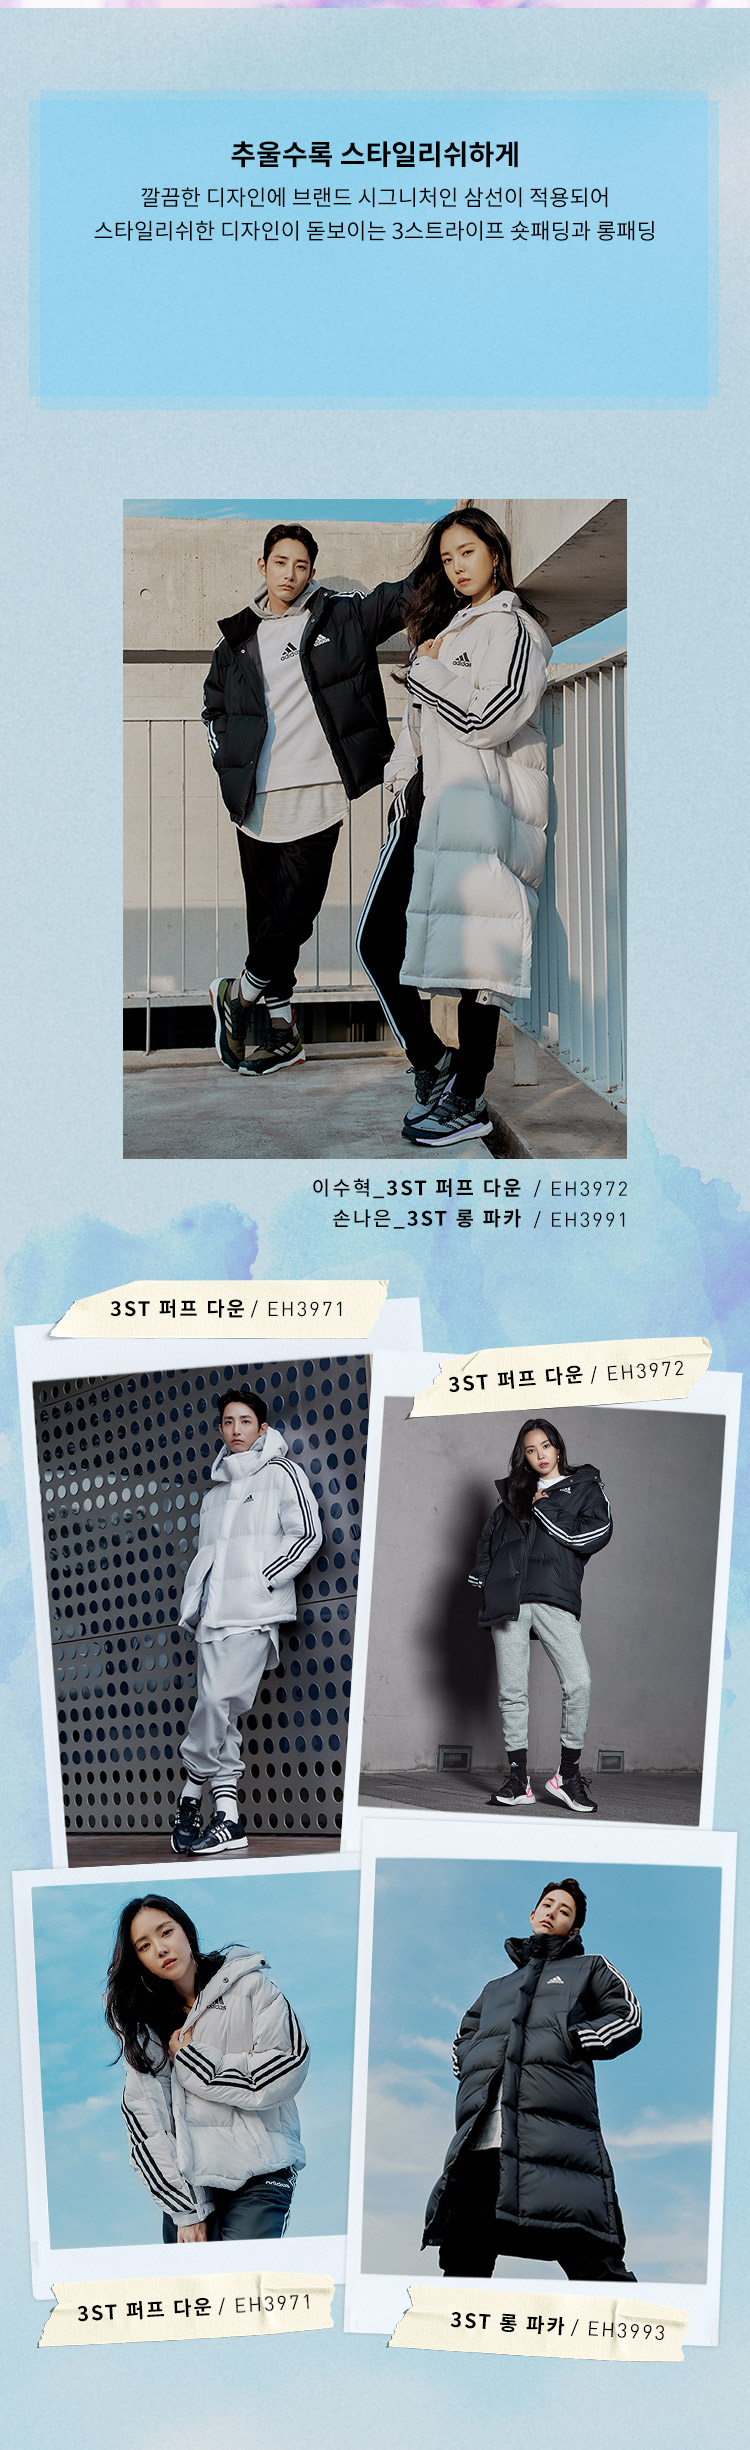 추울수록 스타일리쉬하게
깔끔한 디자인에 브랜드 시그니처인 삼선이 적용되어
스타일리쉬한 디자인이 돋보이는 3스트라이프 숏패딩과 롱패딩
adidas
adidas
adidas
이수혁_3ST 퍼프 다운 / EH3972
손나은_3ST 롱 파카 / EH3991
3ST 퍼프 다운 / EH3971
3ST 퍼프 다운 / EH3972
adidas
adidas
3ST 퍼프 다운 / EH3971
3ST 롱 파카 / EH3993